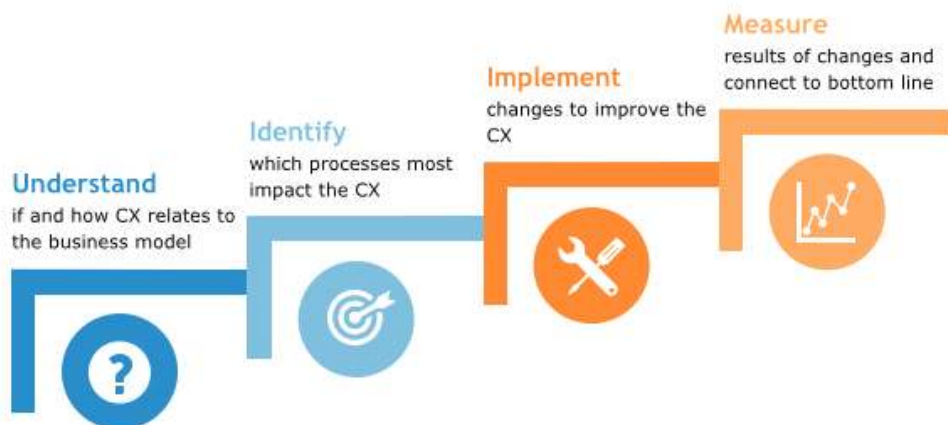 Understand
if and how CX relates to
the business model
Identify
which processes most
impact the CX
Implement
changes to improve the
CX
Measure
results of changes and
connect to bottom line
?